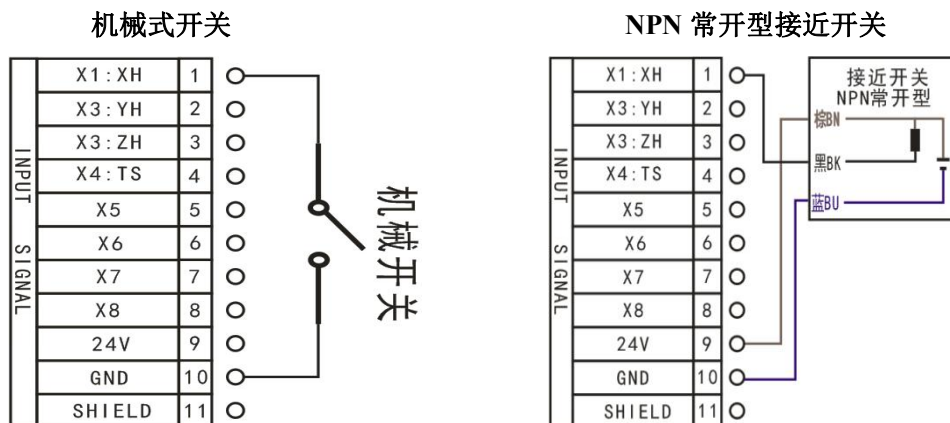 机械式开关
INPUT SIGNAL
X1:XH 1
X3:YH 2
X3:ZH 3
X4:TS 4
X5 5
X6 6
X7 7
X8 8
24V 9
GND 10
SHIELD 11
机械开关
NPN 常开型接近开关
INPUT SIGNAL
X1:XH 1
X3:YH 2
X3:ZH 3
X4:TS 4
X5 5
X6 6
X7 7
X8 8
24V 9
GND 10
SHIELD 11
接近开关
NPN常开型
棕BN
黑BK
蓝BU